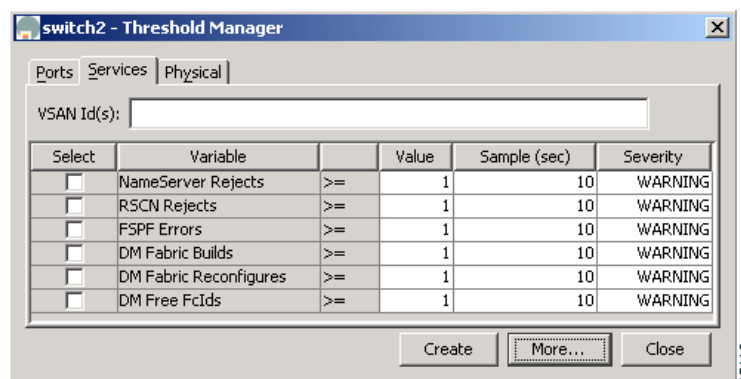 switch2 - Threshold Manager
Ports Services Physical
VSAN Id(s):
Select Variable Value Sample (sec) Severity
NameServer Rejects >= 1 10 WARNING
RSCN Rejects >= 1 10 WARNING
FSPF Errors >= 1 10 WARNING
DM Fabric Builds >= 1 10 WARNING
DM Fabric Reconfigures >= 1 10 WARNING
DM Free FcIds >= 1 10 WARNING
Create More... Close